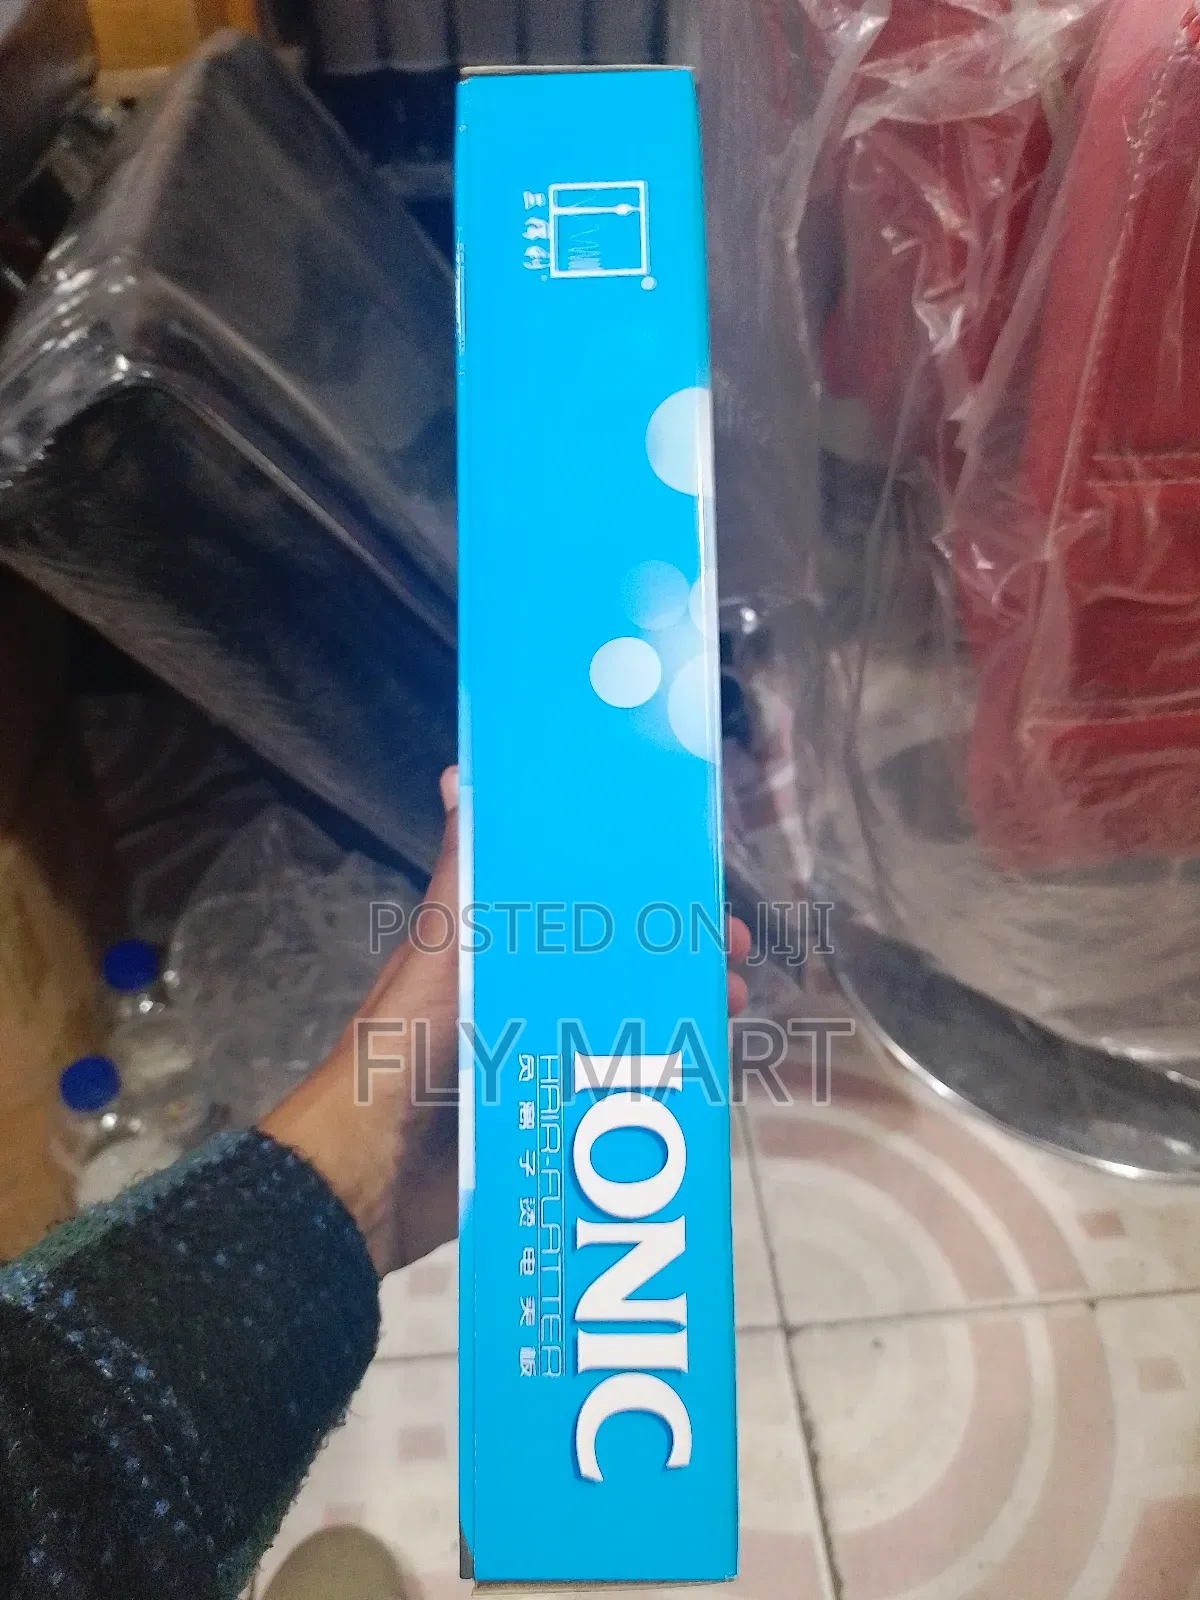 IONIC
HAIR-FLATTER
负离子烫电夹板
POSTED ON JIJI
FLY MART